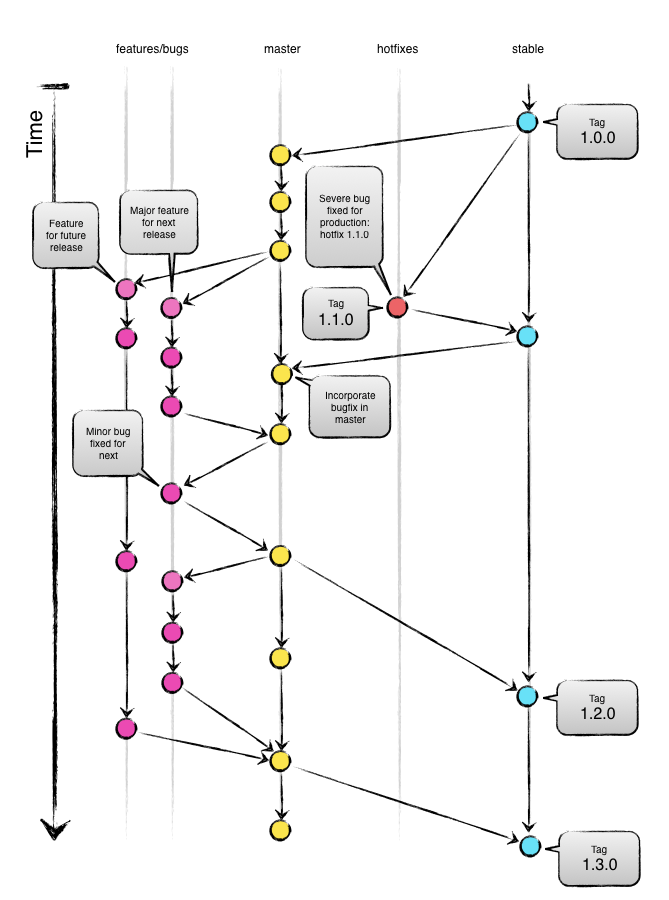 features/bugs
master
hotfixes
stable
Time
Tag
1.0.0
Severe bug
fixed for
production:
hotfix 1.1.0
Major feature
for next
release
Feature
for future
release
Tag
1.1.0
Incorporate
bugfix in
master
Minor bug
fixed for
next
Tag
1.2.0
Tag
1.3.0